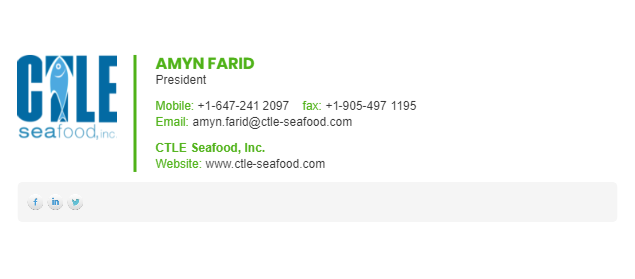 CTLE
seafood, inc.
AMYN FARID
President
Mobile: +1-647-241 2097 fax: +1-905-497 1195
Email: amyn.farid@ctle-seafood.com
CTLE Seafood, Inc.
Website: www.ctle-seafood.com